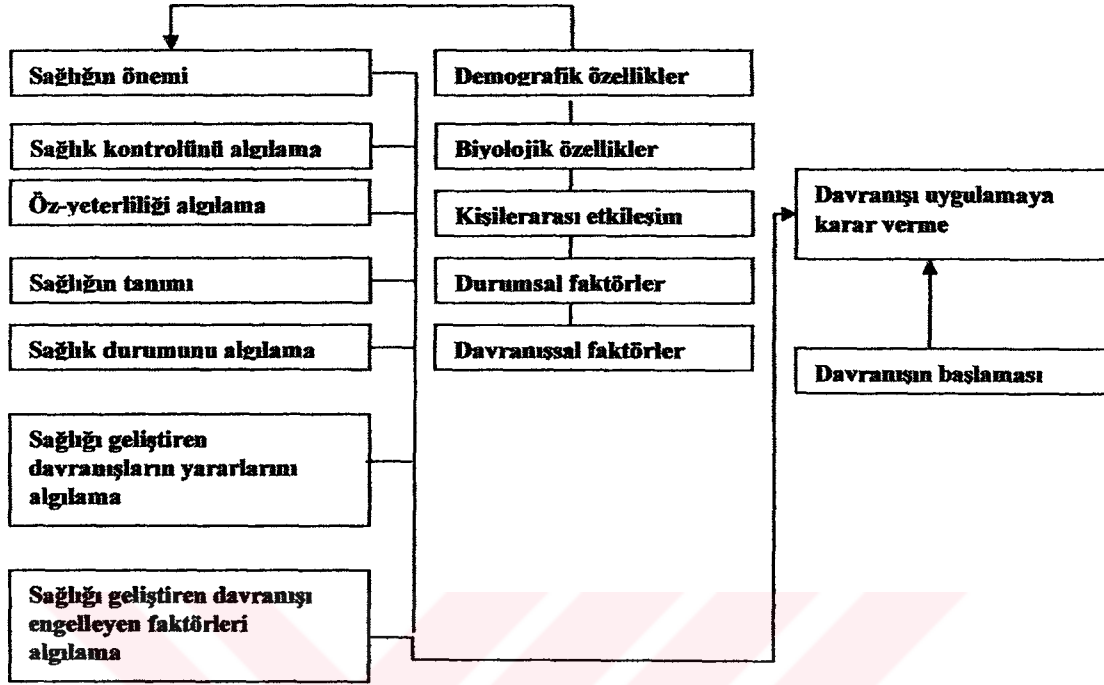 Sağlığın önemi
Sağlık kontrolünü algılama
Öz-yeterliliği algılama
Sağlığın tanımı
Sağlık durumunu algılama
Sağlığı geliştiren
davranışların yararlarını
algılama
Sağlığı geliştiren davranışı
engelleyen faktörleri
algılama
Demografik özellikler
Biyolojik özellikler
Kişilerarası etkileşim
Durumsal faktörler
Davranışsal faktörler
Davranışı uygulamaya
karar verme
Davranışın başlaması